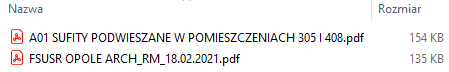 Nazwa Rozmiar
A01 SUFITY PODWIESZANE W POMIESZCZENIACH 305 I 408.pdf 154 KB
FSUSR OPOLE ARCH_RM_18.02.2021.pdf 135 KB